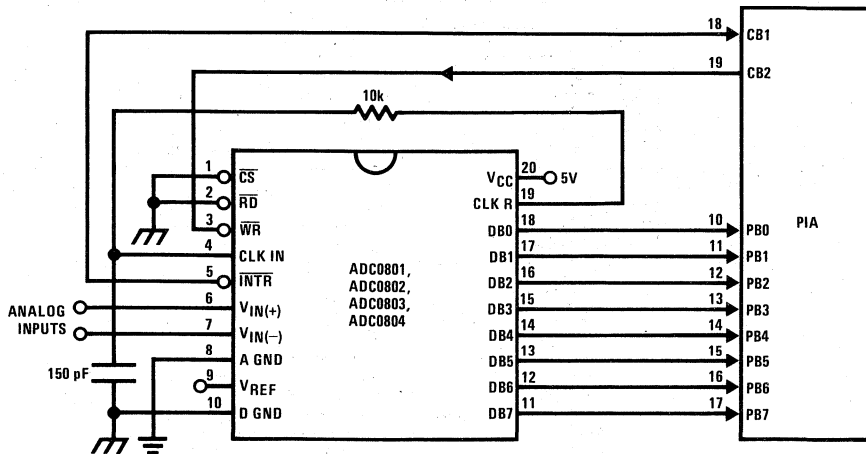 18 CB1
19 CB2
10k
1 CS
2 RD
3 WR
4 CLK IN
5 INTR
6 VIN(+)
7 VIN(−)
8 A GND
9 VREF
10 D GND
ANALOG
INPUTS
150 pF
ADC0801,
ADC0802,
ADC0803,
ADC0804
VCC 20 5V
CLK R 19
DB0 18
DB1 17
DB2 16
DB3 15
DB4 14
DB5 13
DB6 12
DB7 11
10 PB0
11 PB1
12 PB2
13 PB3
14 PB4
15 PB5
16 PB6
17 PB7
PIA